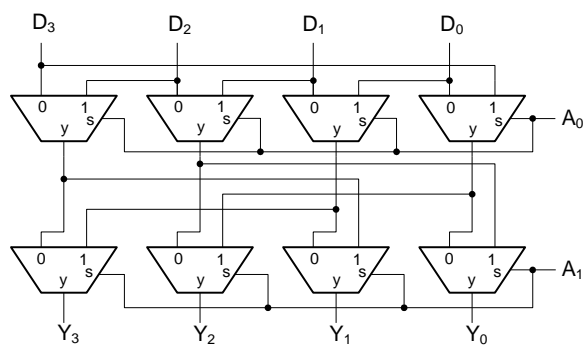 D3 D2 D1 D0
0 1 0 1 0 1 0 1
s s s s A0
y y y y
0 1 0 1 0 1 0 1
s s s s A1
y y y y
Y3 Y2 Y1 Y0